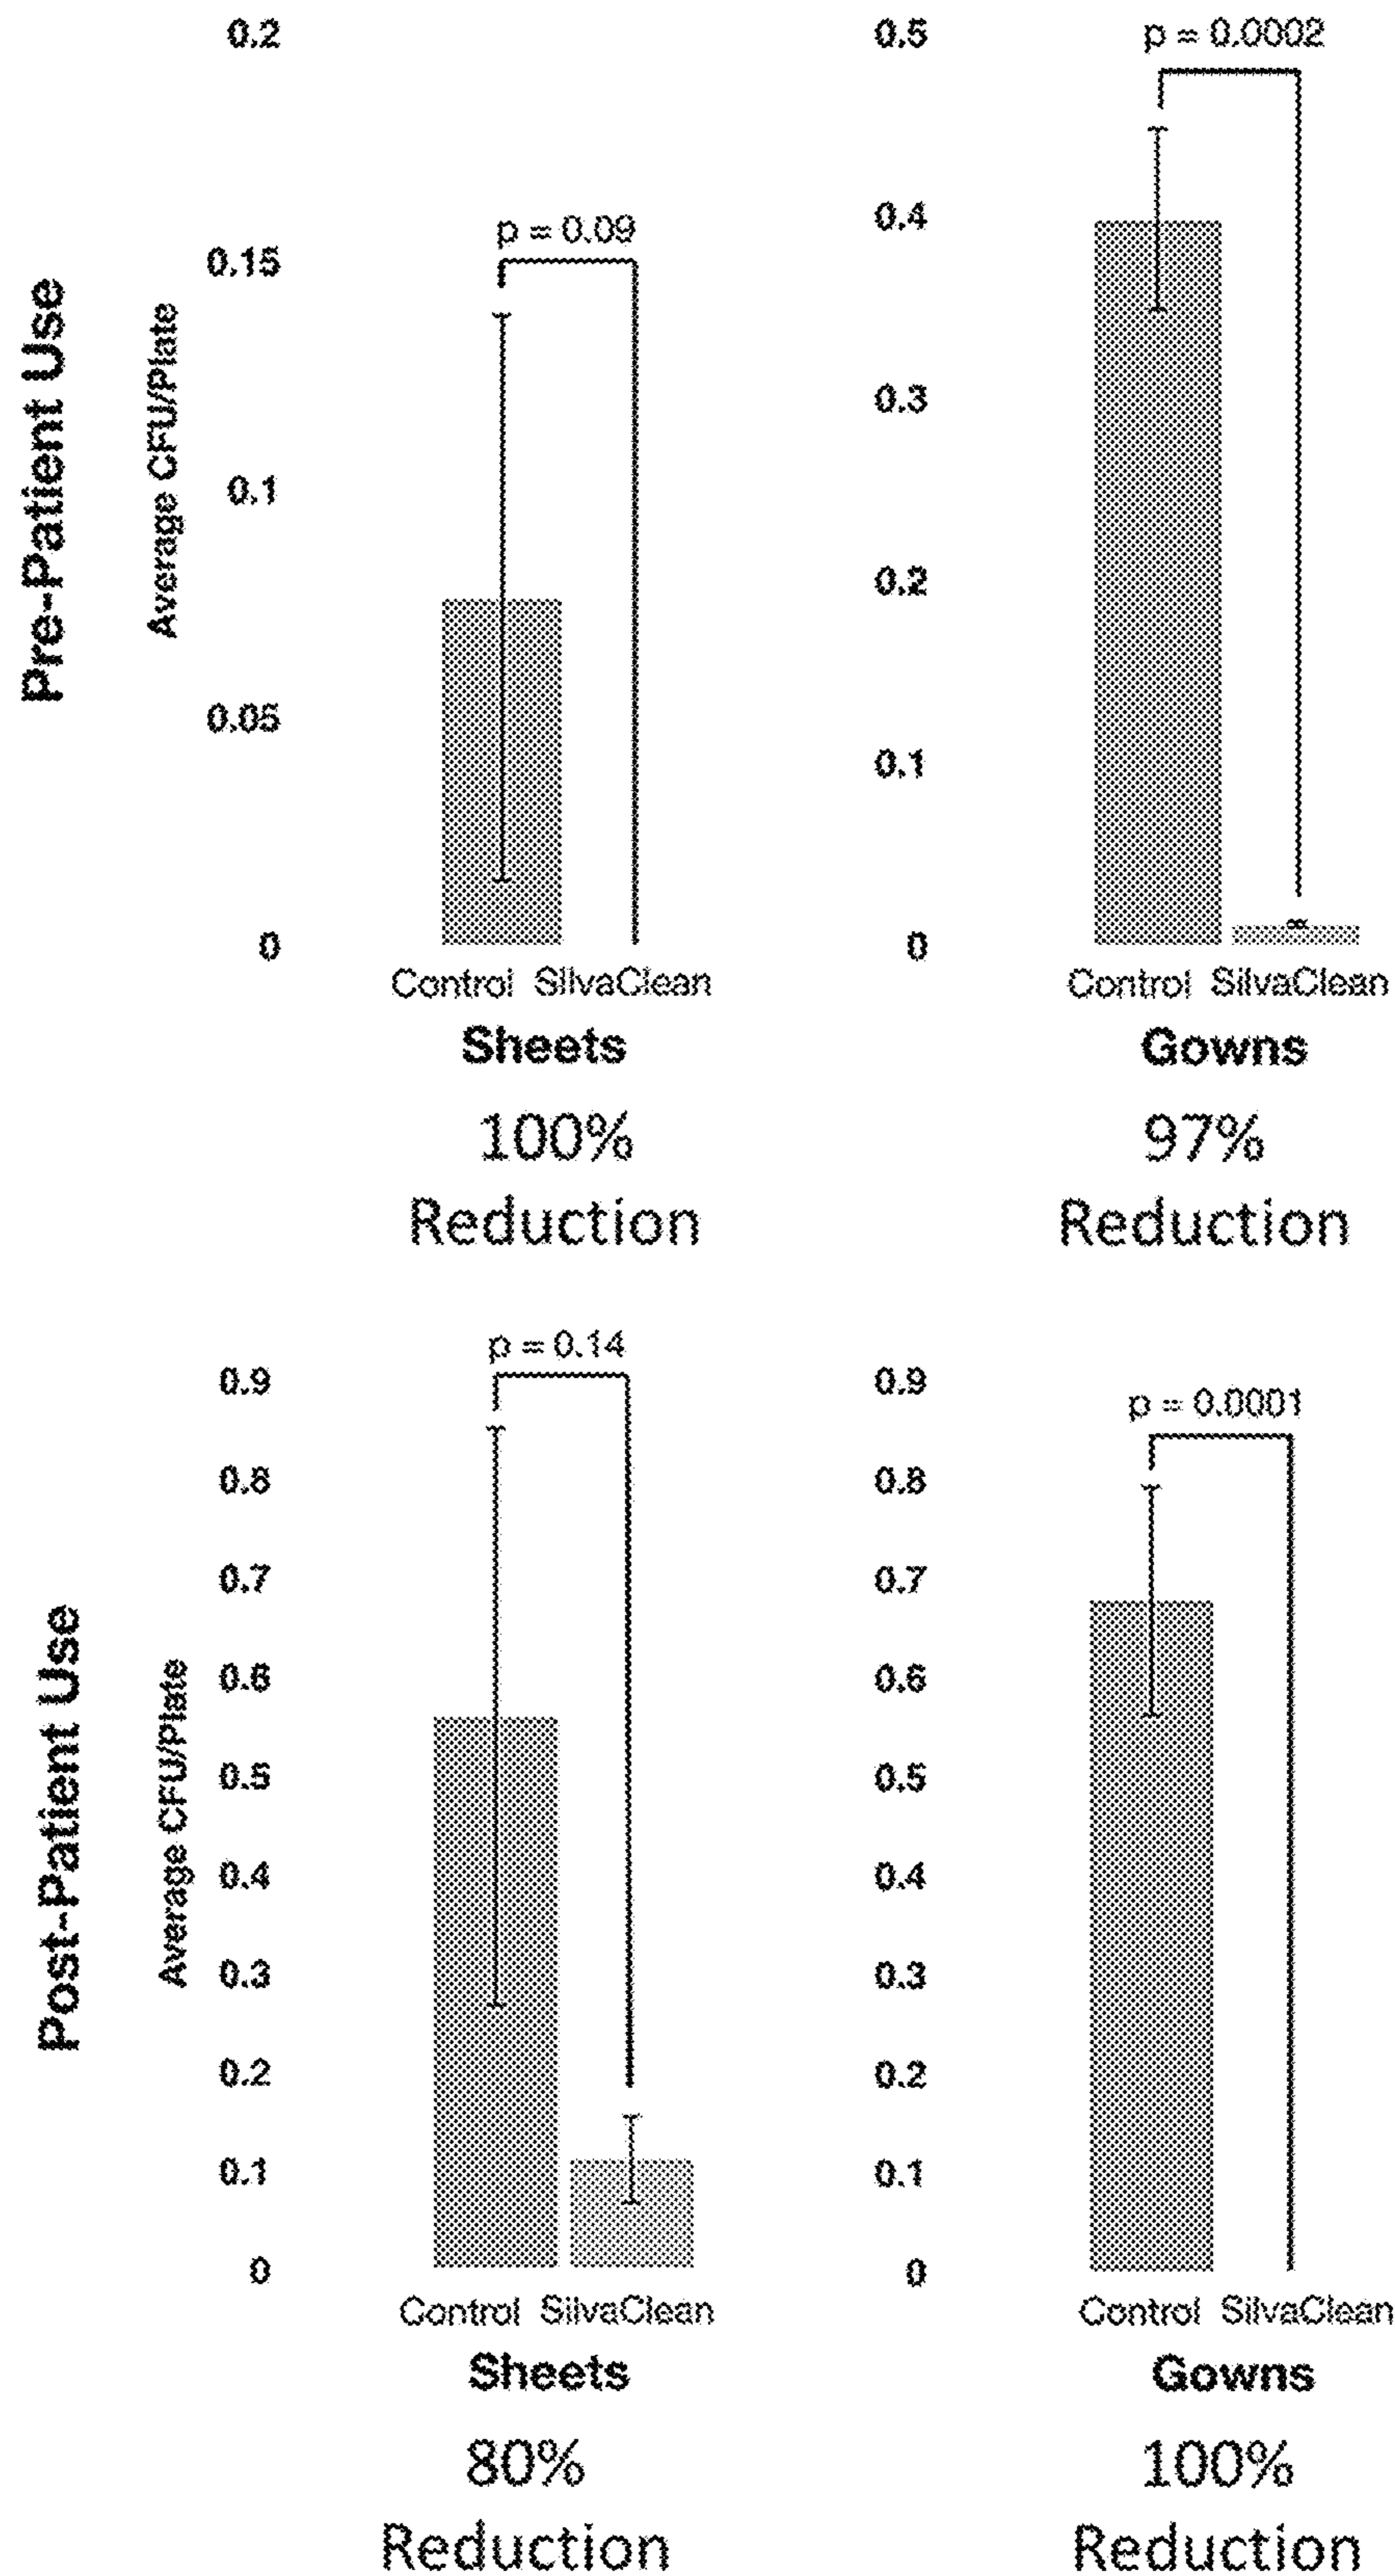 Pre-Patient Use
Average CFU/Plate
0.2
0.15
0.1
0.05
0
p = 0.09
Control SilvaClean
Sheets
100%
Reduction
0.5
0.4
0.3
0.2
0.1
0
p = 0.0002
Control SilvaClean
Gowns
97%
Reduction
Post-Patient Use
Average CFU/Plate
0.9
0.8
0.7
0.6
0.5
0.4
0.3
0.2
0.1
0
p = 0.14
Control SilvaClean
Sheets
80%
Reduction
0.9
0.8
0.7
0.6
0.5
0.4
0.3
0.2
0.1
0
p = 0.0001
Control SilvaClean
Gowns
100%
Reduction